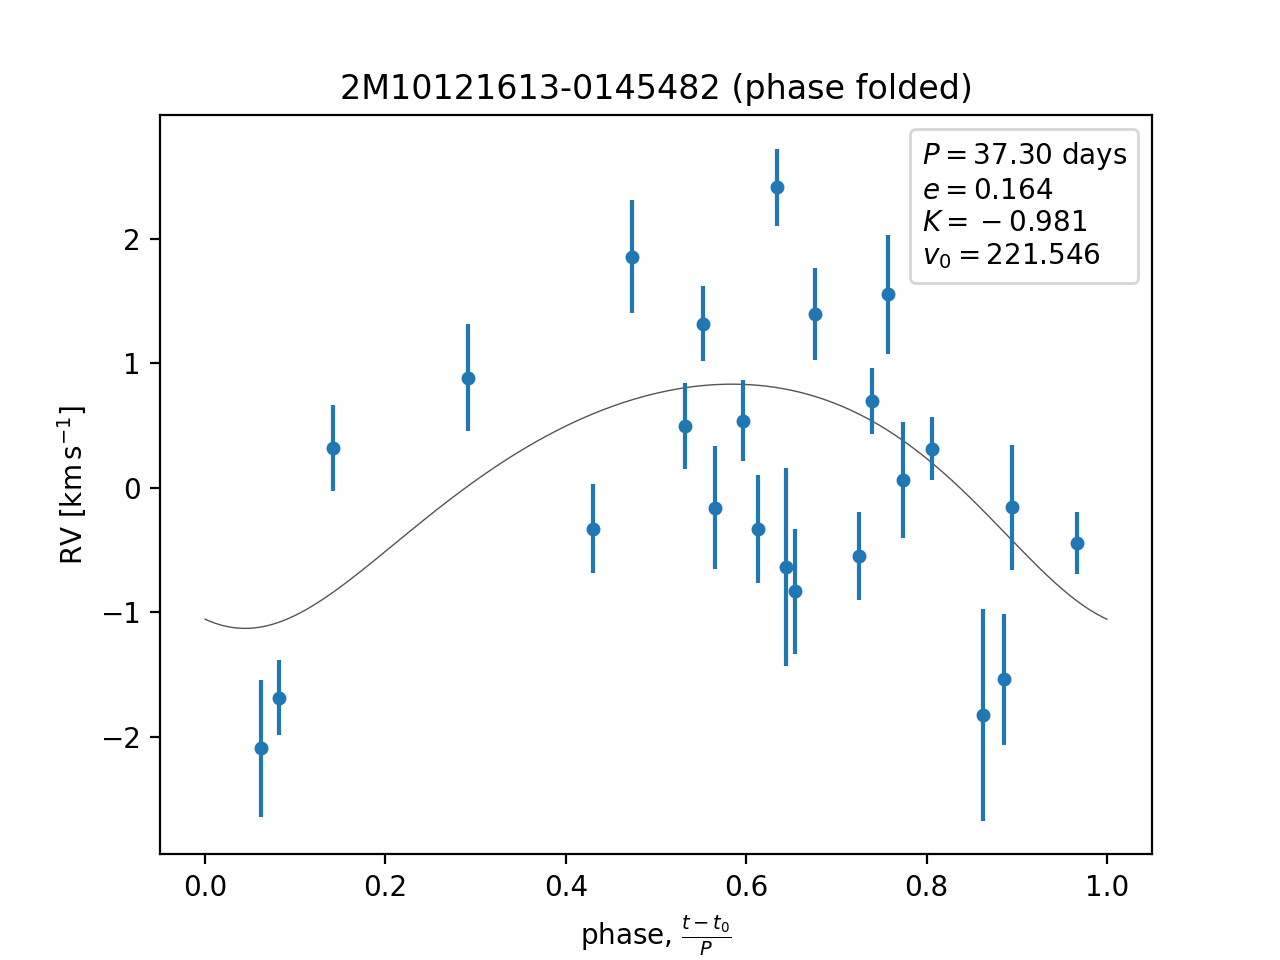 2M10121613-0145482 (phase folded)
P = 37.30 days
e = 0.164
K = −0.981
v₀ = 221.546
2
1
0
−1
−2
RV [km s⁻¹]
0.0 0.2 0.4 0.6 0.8 1.0
phase, (t − t₀)/P